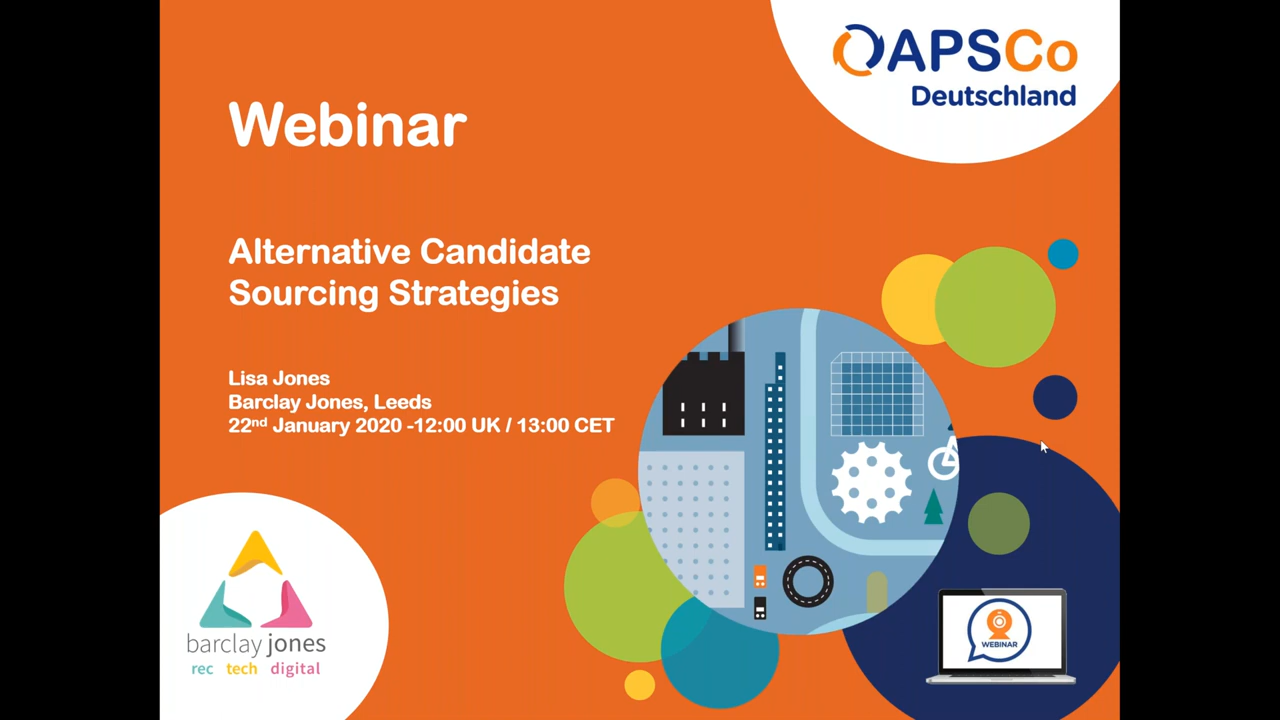 APSCo
Deutschland
Webinar
Alternative Candidate
Sourcing Strategies
Lisa Jones
Barclay Jones, Leeds
22nd January 2020 -12:00 UK / 13:00 CET
barclay jones
rec tech digital
WEBINAR